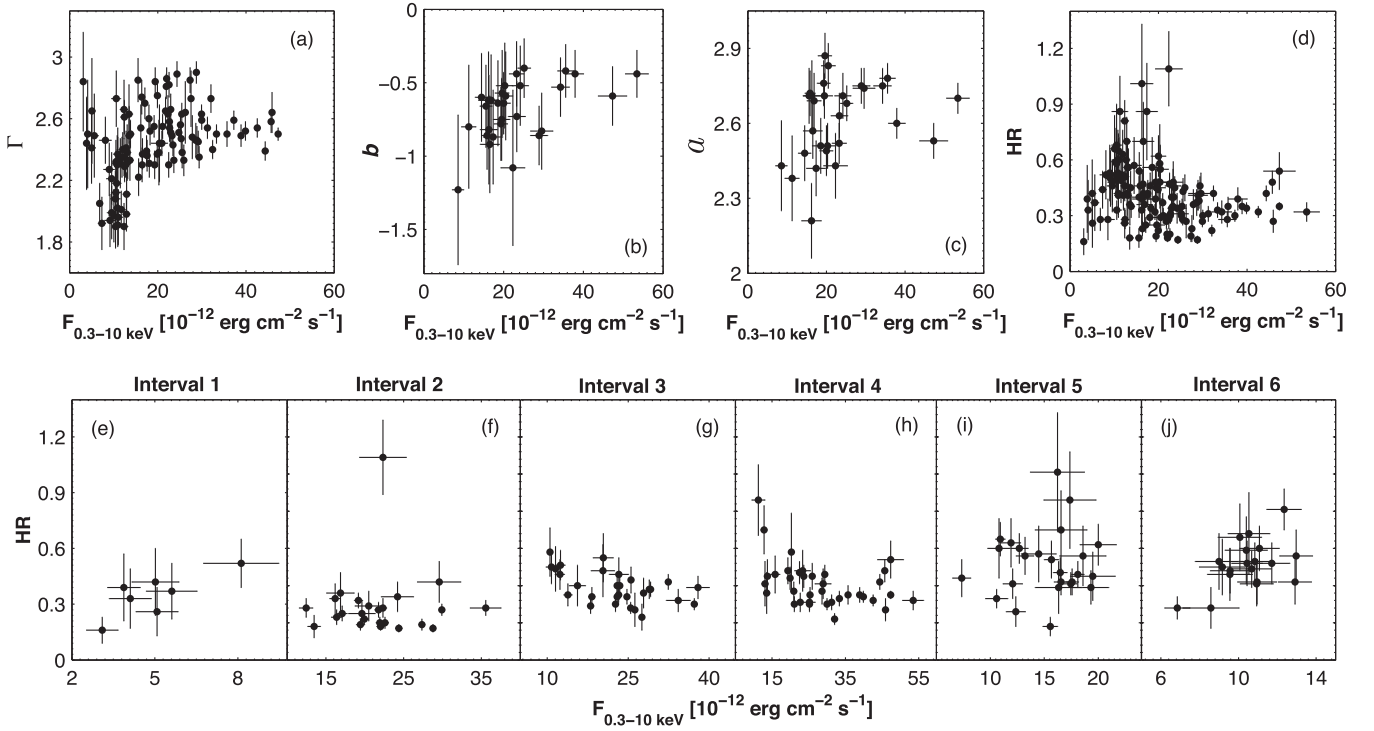 (a) (b) (c) (d)
Γ b a HR
3 2.6 2.2 1.8
0 −0.5 −1 −1.5
2.9 2.6 2.3 2
1.2 0.9 0.6 0.3 0
0 20 40 60 0 20 40 60 0 20 40 60 0 20 40 60
F0.3−10 keV [10−12 erg cm−2 s−1] F0.3−10 keV [10−12 erg cm−2 s−1] F0.3−10 keV [10−12 erg cm−2 s−1] F0.3−10 keV [10−12 erg cm−2 s−1]
Interval 1 Interval 2 Interval 3 Interval 4 Interval 5 Interval 6
(e) (f) (g) (h) (i) (j)
HR
1.2
0.9
0.6
0.3
0
2 5 8 15 25 35 10 25 40 15 35 55 10 15 20 6 10 14
F0.3−10 keV [10−12 erg cm−2 s−1]